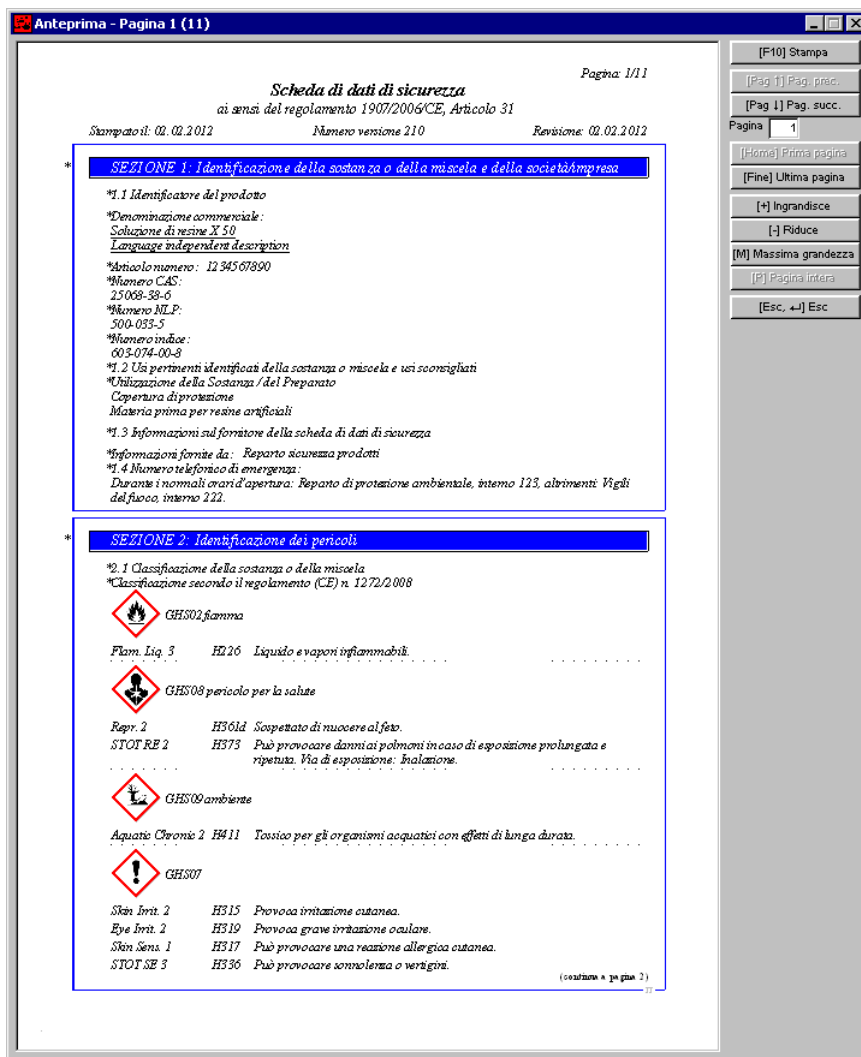 Anteprima - Pagina 1 (11)
Pagina: 1/11
Scheda di dati di sicurezza
ai sensi del regolamento 1907/2006/CE, Articolo 31
Stampato il: 02.02.2012 Numero versione 210 Revisione: 02.02.2012
* SEZIONE 1: Identificazione della sostanza o della miscela e della società/impresa
*1.1 Identificatore del prodotto
*Denominazione commerciale:
Soluzione di resine X 50
Language independent description
*Articolo numero: 1234567890
*Numero CAS:
25068-38-6
*Numero NLP:
500-033-5
*Numero indice:
603-074-00-8
*1.2 Usi pertinenti identificati della sostanza o miscela e usi sconsigliati
*Utilizzazione della Sostanza / del Preparato
Copertura di protezione
Materia prima per resine artificiali
*1.3 Informazioni sul fornitore della scheda di dati di sicurezza
*Informazioni fornite da: Reparto sicurezza prodotti
*1.4 Numero telefonico di emergenza:
Durante i normali orari d'apertura: Reparto di protezione ambientale, interno 123, altrimenti: Vigili
del fuoco, interno 222.
* SEZIONE 2: Identificazione dei pericoli
*2.1 Classificazione della sostanza o della miscela
*Classificazione secondo il regolamento (CE) n. 1272/2008
GHS02 fiamma
Flam. Liq. 3 H226 Liquido e vapori infiammabili.
GHS08 pericolo per la salute
Repr. 2 H361d Sospettato di nuocere al feto.
STOT RE 2 H373 Può provocare danni ai polmoni in caso di esposizione prolungata e
ripetuta. Via di esposizione: Inalazione.
GHS09 ambiente
Aquatic Chronic 2 H411 Tossico per gli organismi acquatici con effetti di lunga durata.
GHS07
Skin Irrit. 2 H315 Provoca irritazione cutanea.
Eye Irrit. 2 H319 Provoca grave irritazione oculare.
Skin Sens. 1 H317 Può provocare una reazione allergica cutanea.
STOT SE 3 H336 Può provocare sonnolenza o vertigini.
(continua a pagina 2)
[F10] Stampa
[Pag ↑] Pag. prec.
[Pag ↓] Pag. succ.
Pagina 1
[Home] Prima pagina
[Fine] Ultima pagina
[+] Ingrandisce
[-] Riduce
[M] Massima grandezza
[P] Pagina intera
[Esc, ↵] Esc